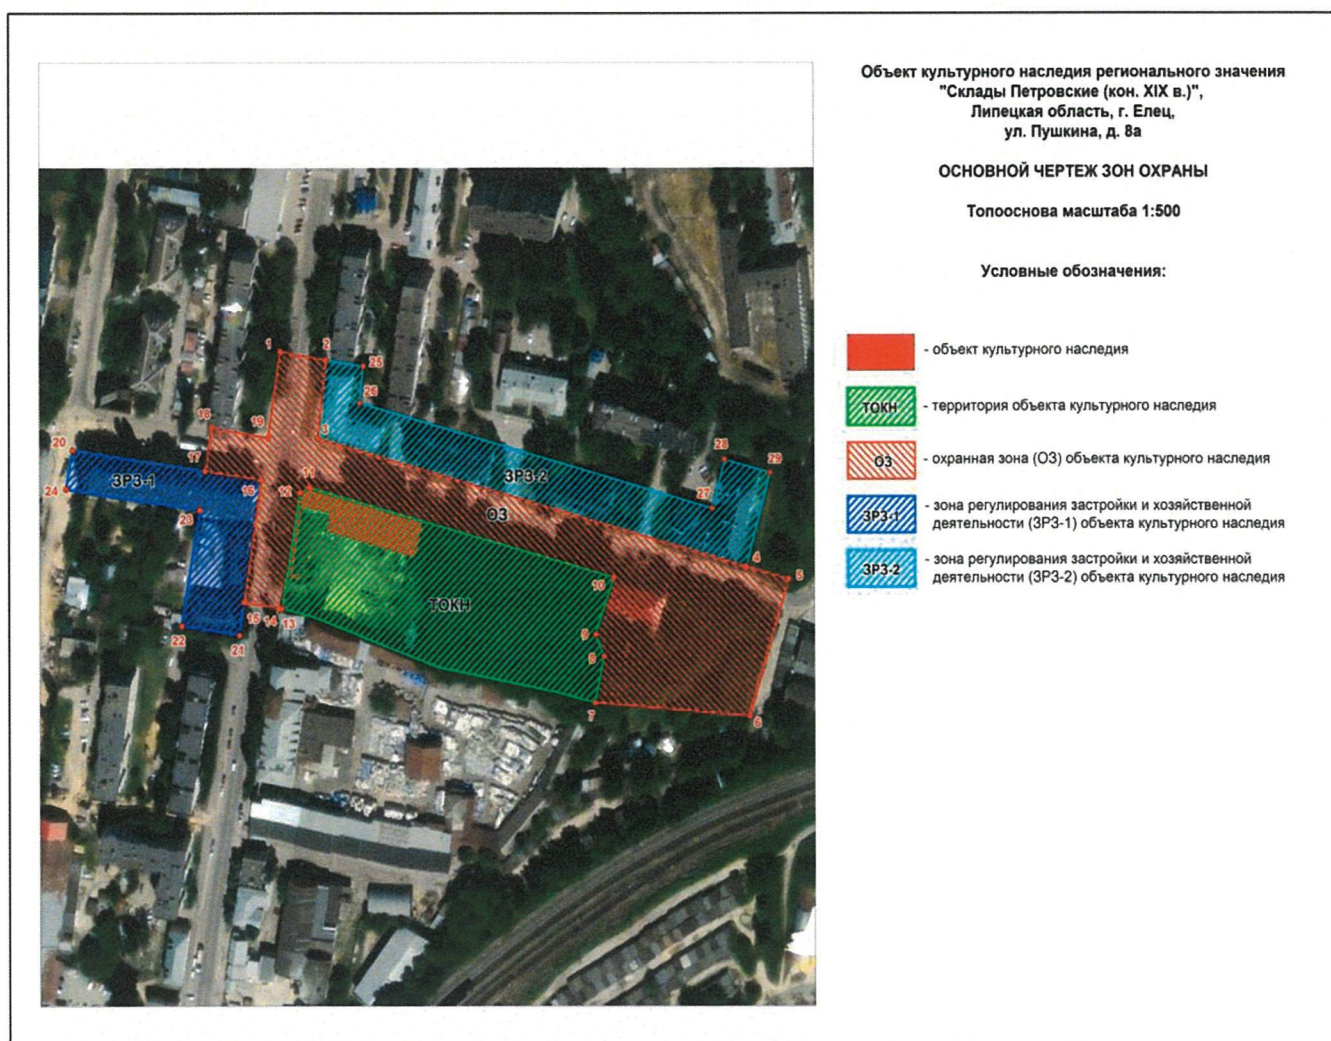 Объект культурного наследия регионального значения
"Склады Петровские (кон. XIX в.)",
Липецкая область, г. Елец,
ул. Пушкина, д. 8а
ОСНОВНОЙ ЧЕРТЕЖ ЗОН ОХРАНЫ
Топооснова масштаба 1:500
Условные обозначения:
- объект культурного наследия
ТОКН - территория объекта культурного наследия
ОЗ - охранная зона (ОЗ) объекта культурного наследия
ЗРЗ-1 - зона регулирования застройки и хозяйственной
деятельности (ЗРЗ-1) объекта культурного наследия
ЗРЗ-2 - зона регулирования застройки и хозяйственной
деятельности (ЗРЗ-2) объекта культурного наследия
1
2
25
26
18
19
3
20
17
28
29
24
ЗРЗ-1
16
11
12
ЗРЗ-2
27
23
ОЗ
4
5
10
15
14
13
ТОКН
22
21
9
8
7
6